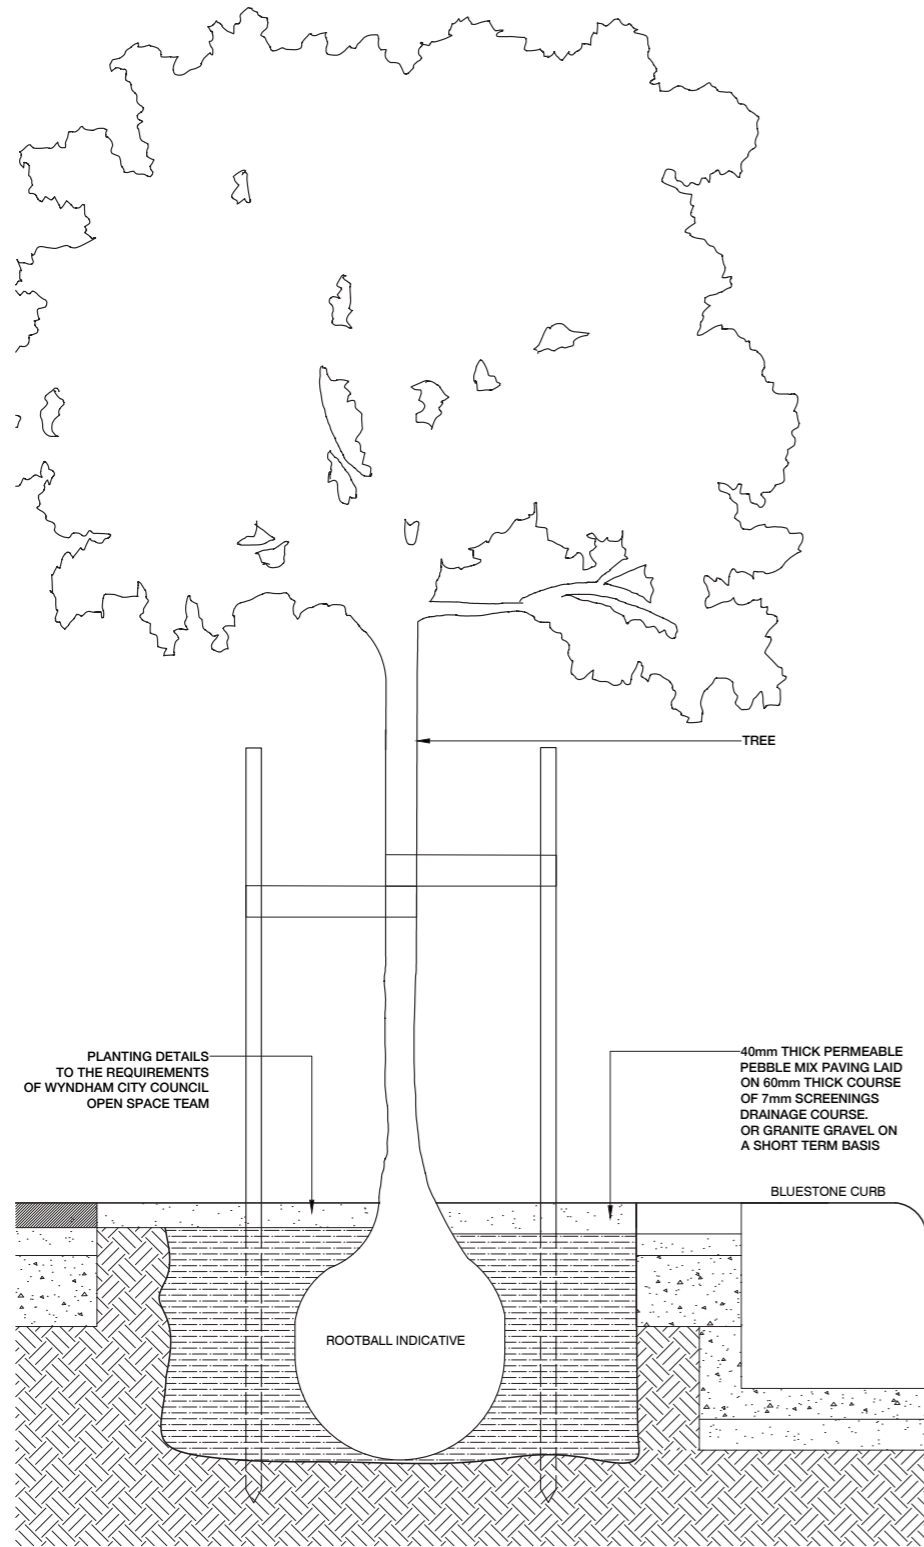 TREE
PLANTING DETAILS
TO THE REQUIREMENTS
OF WYNDHAM CITY COUNCIL
OPEN SPACE TEAM
40mm THICK PERMEABLE
PEBBLE MIX PAVING LAID
ON 60mm THICK COURSE
OF 7mm SCREENINGS
DRAINAGE COURSE.
OR GRANITE GRAVEL ON
A SHORT TERM BASIS
BLUESTONE CURB
ROOTBALL INDICATIVE